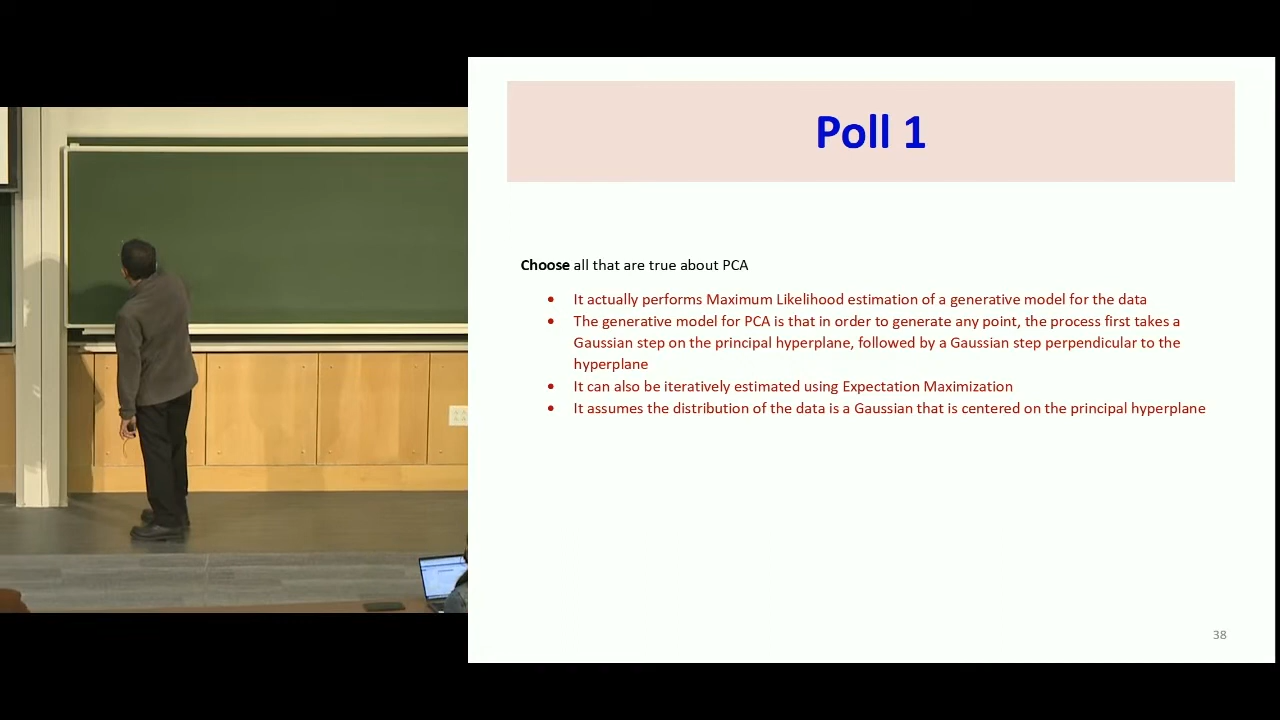 Poll 1
Choose all that are true about PCA
• It actually performs Maximum Likelihood estimation of a generative model for the data
• The generative model for PCA is that in order to generate any point, the process first takes a
Gaussian step on the principal hyperplane, followed by a Gaussian step perpendicular to the
hyperplane
• It can also be iteratively estimated using Expectation Maximization
• It assumes the distribution of the data is a Gaussian that is centered on the principal hyperplane
38